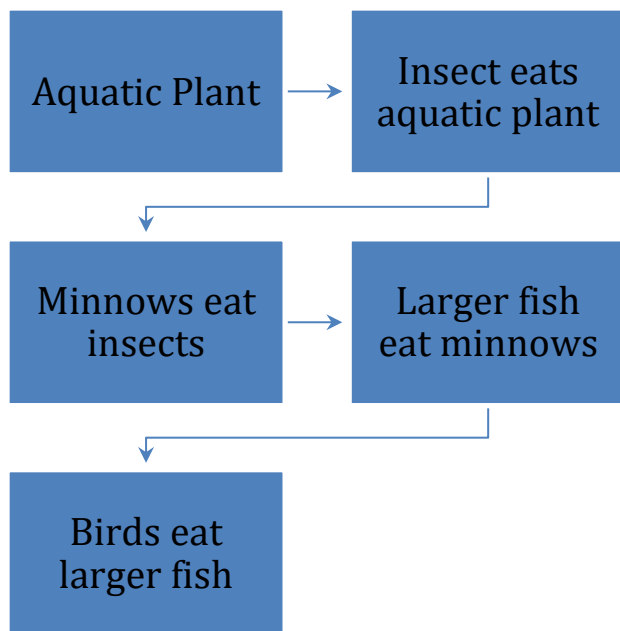 Aquatic Plant
Insect eats
aquatic plant
Minnows eat
insects
Larger fish
eat minnows
Birds eat
larger fish